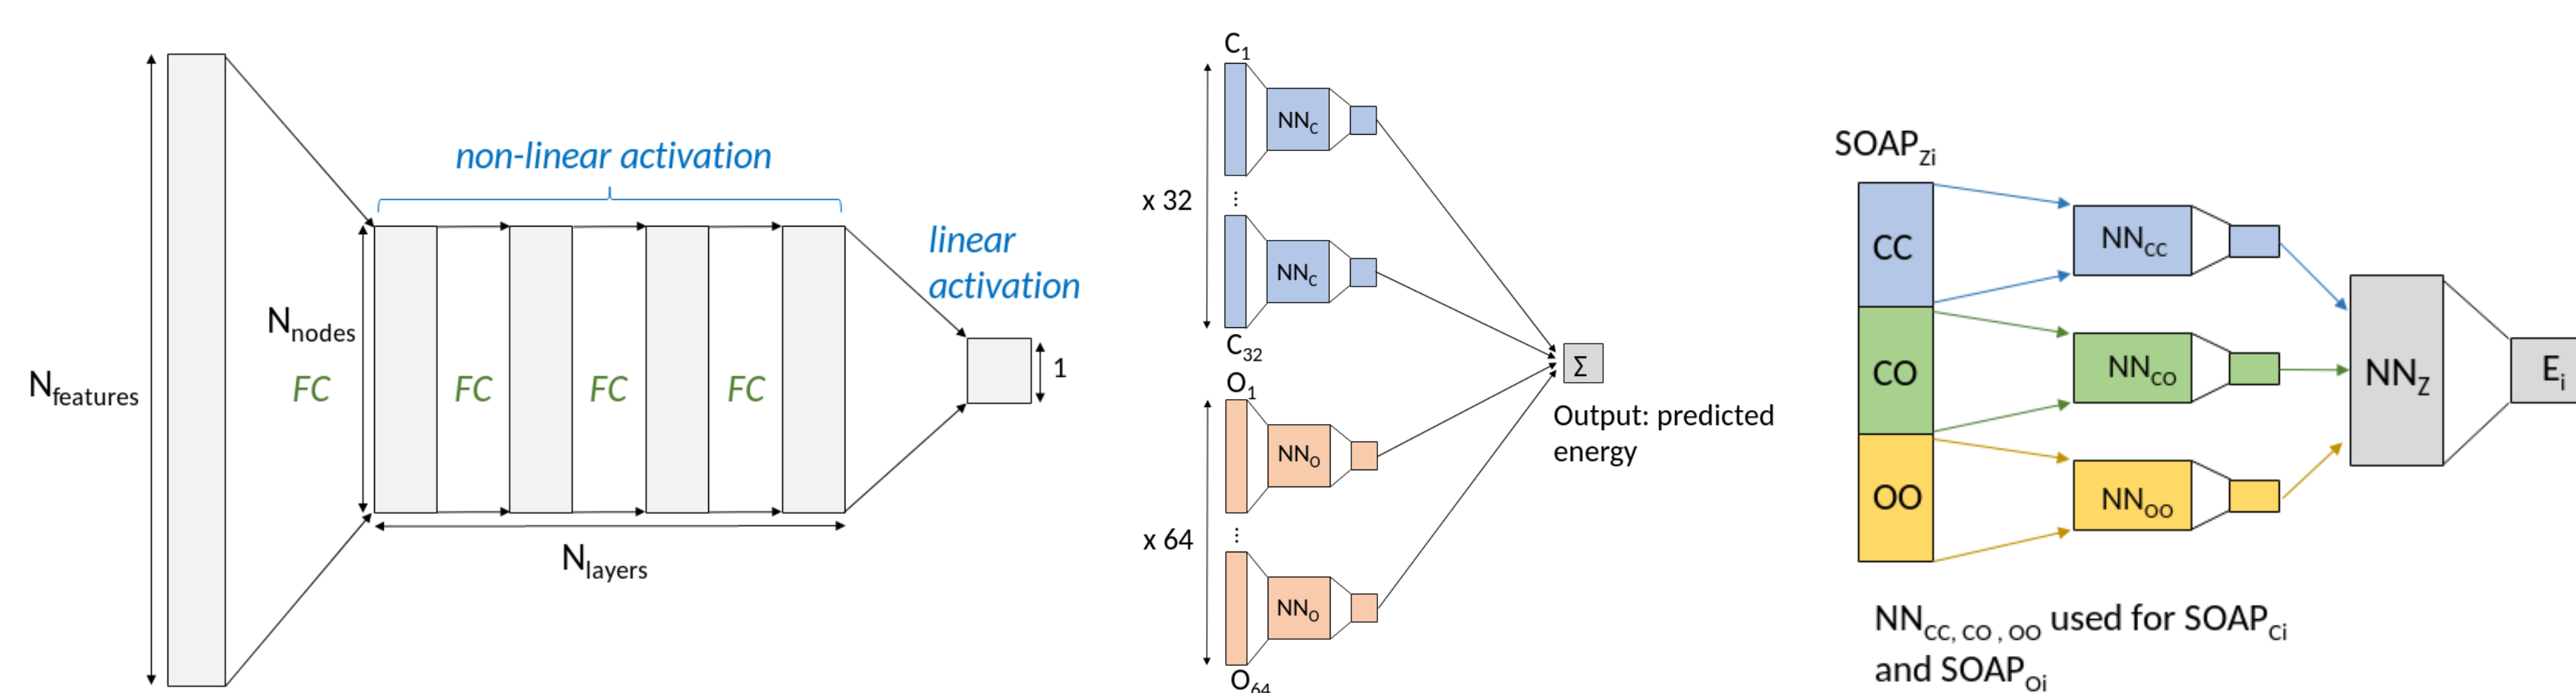 non-linear activation
linear
activation
N_nodes
N_features
FC
FC
FC
FC
1
N_layers
C_1
NN_C
x 32
NN_C
C_32
O_1
Σ
Output: predicted
energy
NN_O
x 64
NN_O
O_64
SOAP_Zi
CC
NN_CC
CO
NN_CO
NN_Z
E_i
OO
NN_OO
NN_CC, CO , OO used for SOAP_Ci
and SOAP_Oi